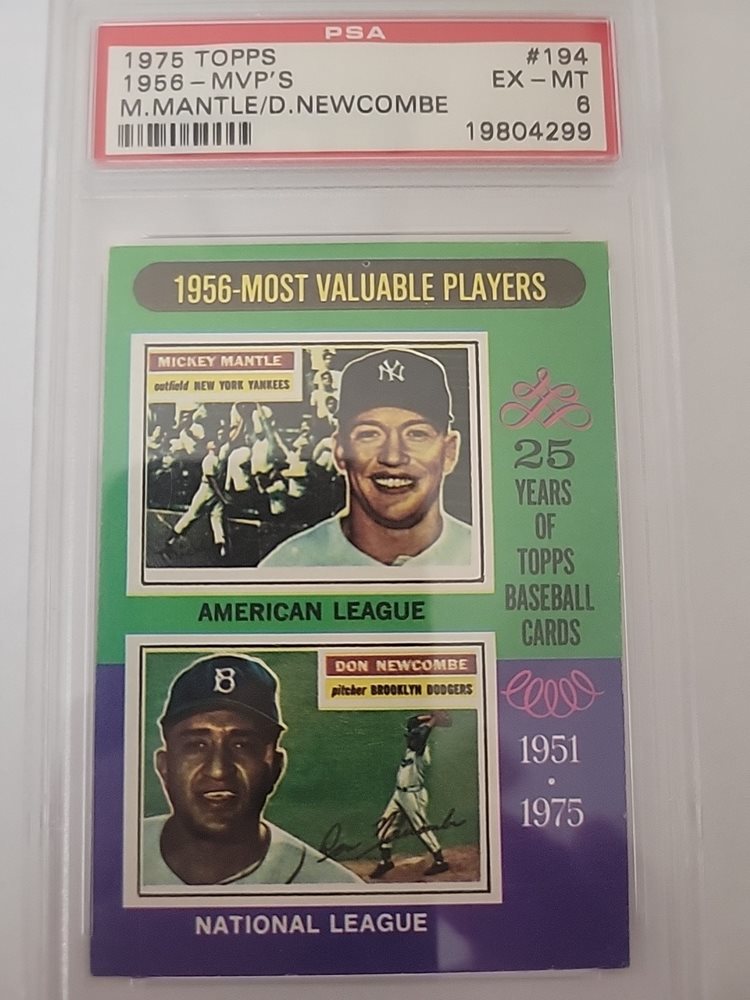 PSA
1975 TOPPS #194
1956-MVP'S EX-MT
M.MANTLE/D.NEWCOMBE 6
19804299
1956-MOST VALUABLE PLAYERS
MICKEY MANTLE
outfield NEW YORK YANKEES
NY
AMERICAN LEAGUE
25
YEARS
OF
TOPPS
BASEBALL
CARDS
DON NEWCOMBE
pitcher BROOKLYN DODGERS
B
Don Newcombe
NATIONAL LEAGUE
1951
·
1975